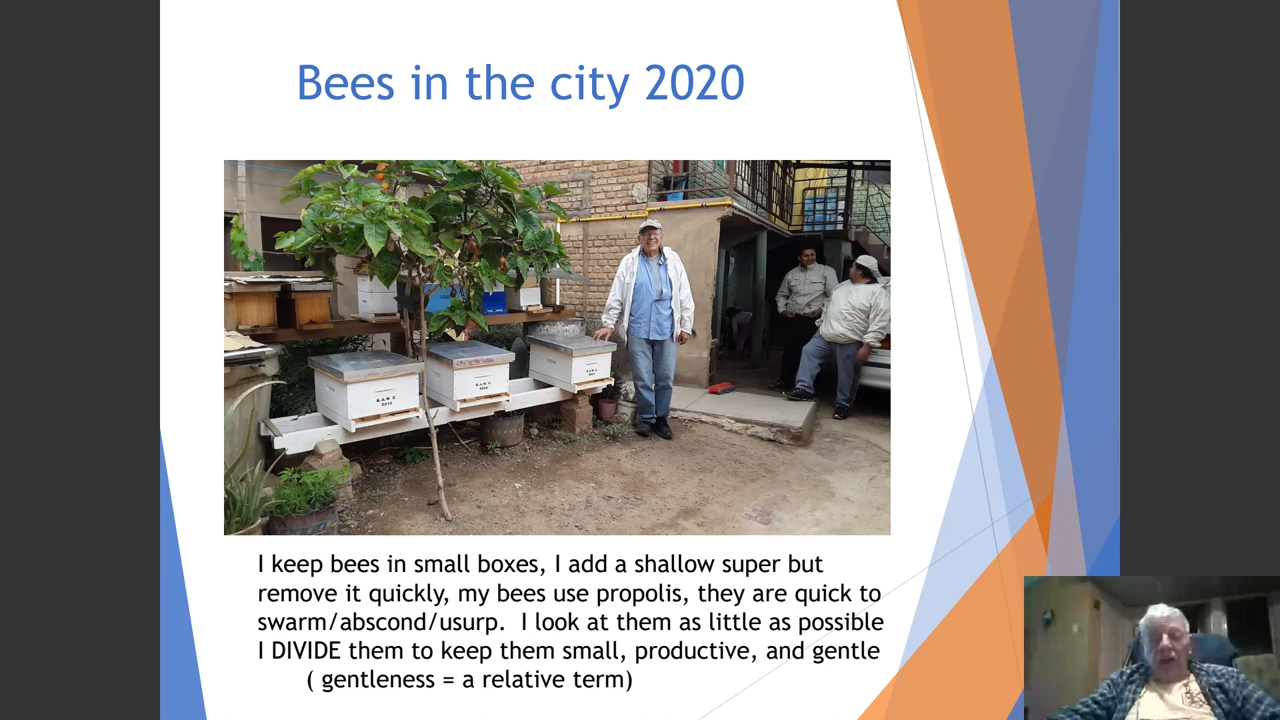 Bees in the city 2020
I keep bees in small boxes, I add a shallow super but
remove it quickly, my bees use propolis, they are quick to
swarm/abscond/usurp.  I look at them as little as possible
I DIVIDE them to keep them small, productive, and gentle
( gentleness = a relative term)